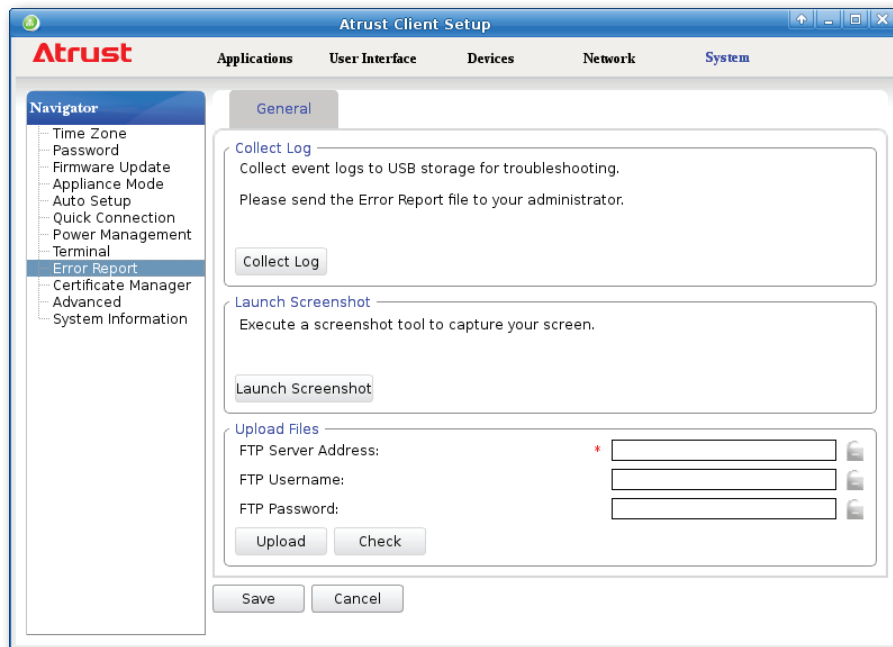 Atrust Client Setup
Atrust
Applications User Interface Devices Network System
Navigator
Time Zone
Password
Firmware Update
Appliance Mode
Auto Setup
Quick Connection
Power Management
Terminal
Error Report
Certificate Manager
Advanced
System Information
General
Collect Log
Collect event logs to USB storage for troubleshooting.
Please send the Error Report file to your administrator.
Collect Log
Launch Screenshot
Execute a screenshot tool to capture your screen.
Launch Screenshot
Upload Files
FTP Server Address: *
FTP Username:
FTP Password:
Upload Check
Save Cancel